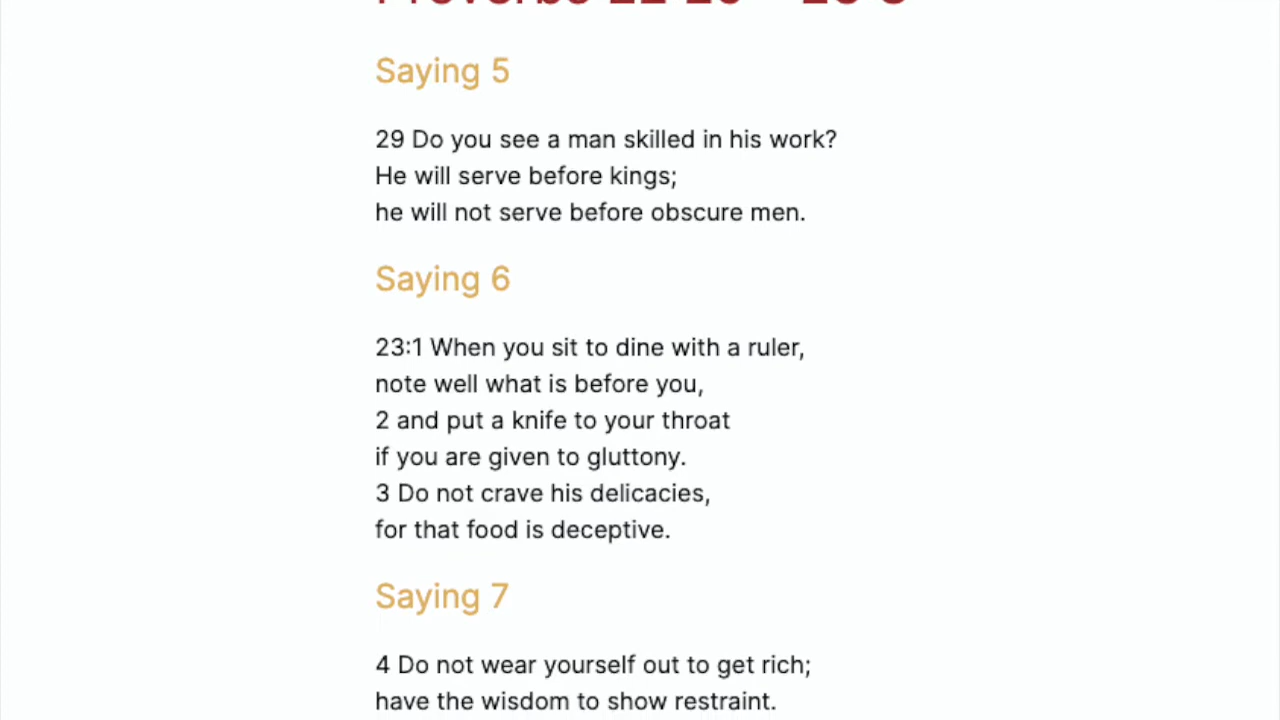 Saying 5
29 Do you see a man skilled in his work?
He will serve before kings;
he will not serve before obscure men.
Saying 6
23:1 When you sit to dine with a ruler,
note well what is before you,
2 and put a knife to your throat
if you are given to gluttony.
3 Do not crave his delicacies,
for that food is deceptive.
Saying 7
4 Do not wear yourself out to get rich;
have the wisdom to show restraint.